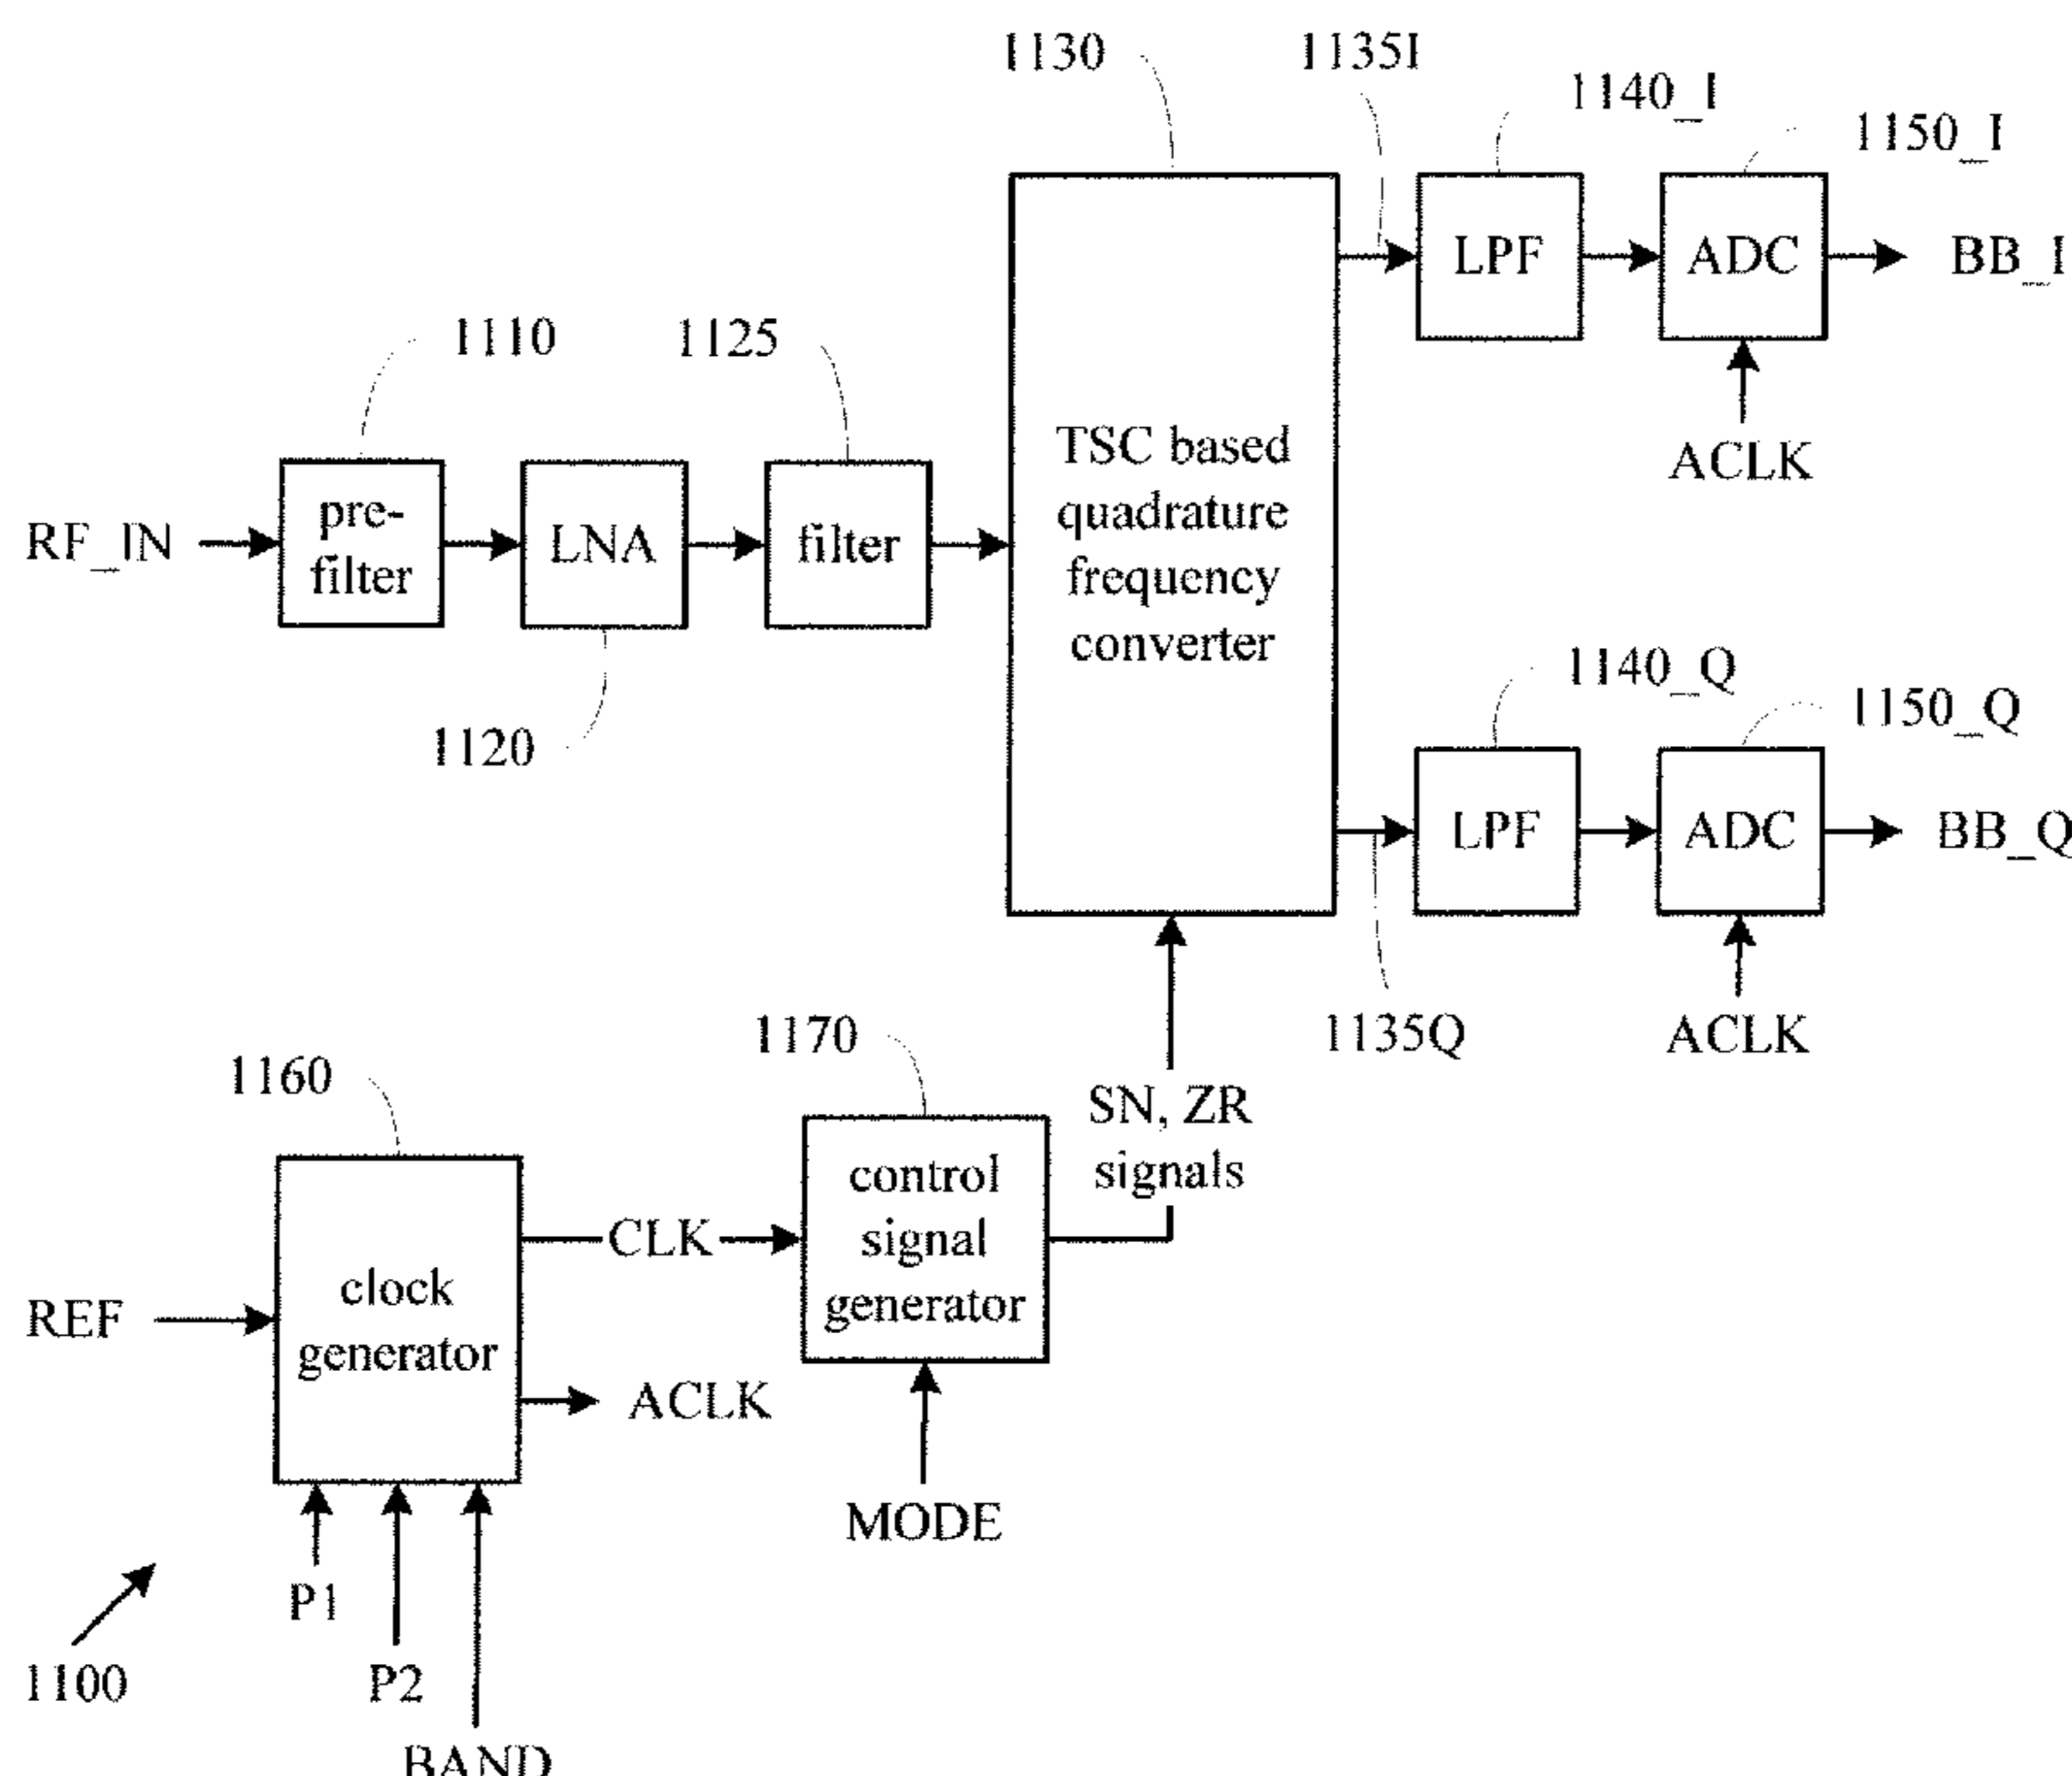 1130
1135I
1140_I
1150_I
LPF
ADC
BB_I
ACLK
1110
1125
RF_IN
pre-
filter
LNA
filter
1120
TSC based
quadrature
frequency
converter
1140_Q
1150_Q
LPF
ADC
BB_Q
1135Q
ACLK
1160
1170
SN, ZR
signals
REF
clock
generator
CLK
control
signal
generator
ACLK
MODE
P1
P2
BAND
1100